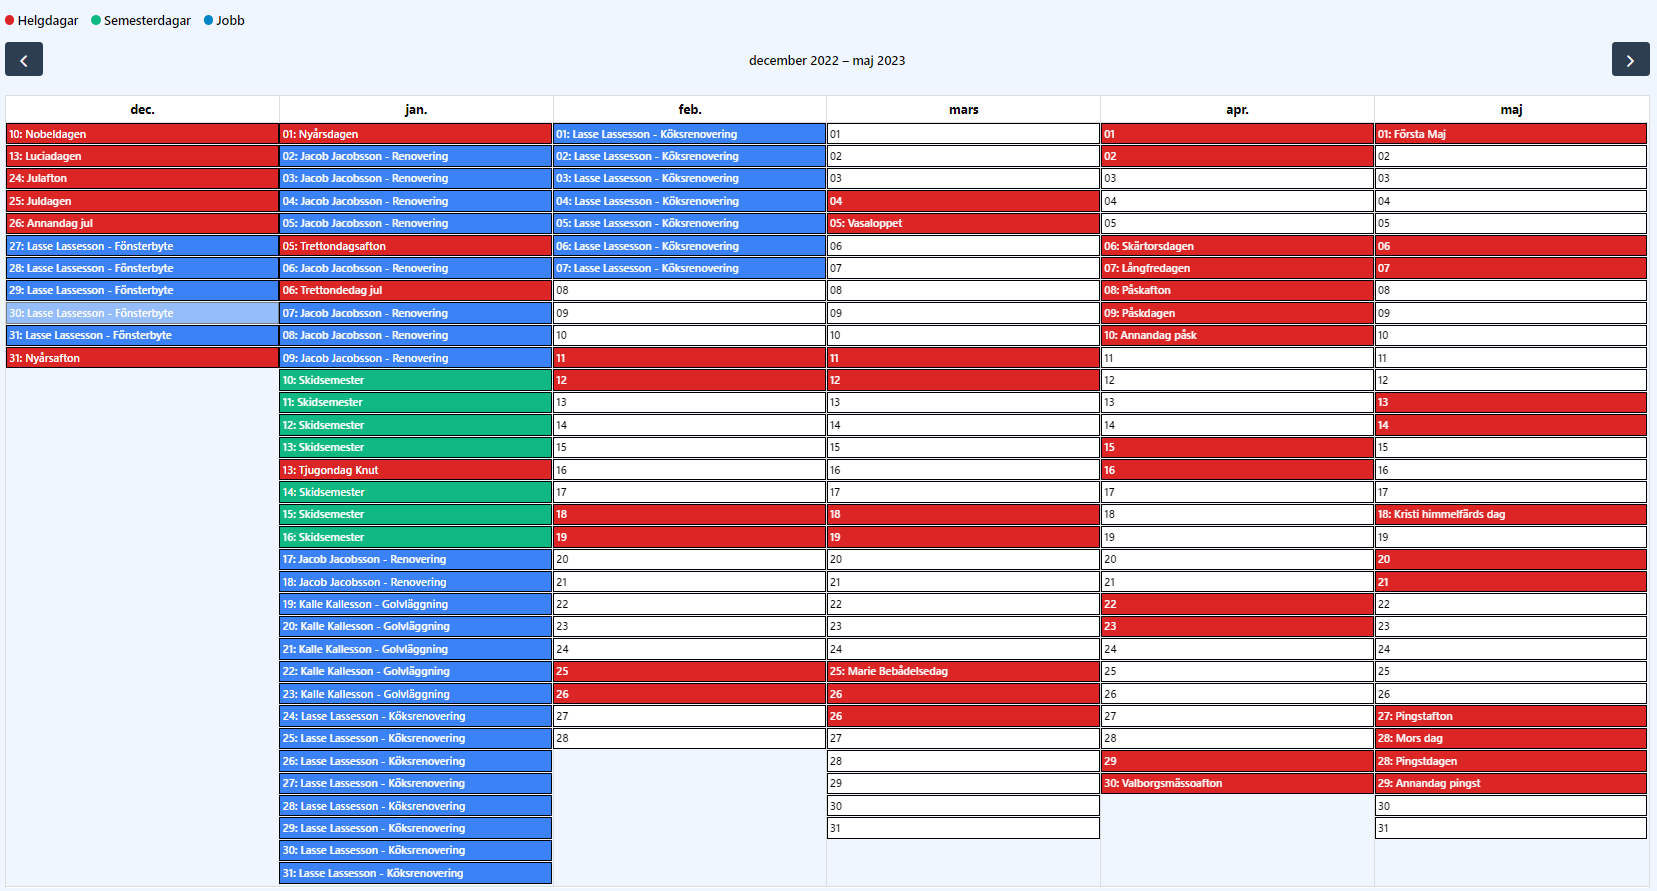 Helgdagar Semesterdagar Jobb
december 2022 – maj 2023
dec.
10: Nobeldagen
13: Luciadagen
24: Julafton
25: Juldagen
26: Annandag jul
27: Lasse Lassesson - Fönsterbyte
28: Lasse Lassesson - Fönsterbyte
29: Lasse Lassesson - Fönsterbyte
30: Lasse Lassesson - Fönsterbyte
31: Lasse Lassesson - Fönsterbyte
31: Nyårsafton
jan.
01: Nyårsdagen
02: Jacob Jacobsson - Renovering
03: Jacob Jacobsson - Renovering
04: Jacob Jacobsson - Renovering
05: Jacob Jacobsson - Renovering
05: Trettondagsafton
06: Jacob Jacobsson - Renovering
06: Trettondedag jul
07: Jacob Jacobsson - Renovering
08: Jacob Jacobsson - Renovering
09: Jacob Jacobsson - Renovering
10: Skidsemester
11: Skidsemester
12: Skidsemester
13: Skidsemester
13: Tjugondag Knut
14: Skidsemester
15: Skidsemester
16: Skidsemester
17: Jacob Jacobsson - Renovering
18: Jacob Jacobsson - Renovering
19: Kalle Kallesson - Golvläggning
20: Kalle Kallesson - Golvläggning
21: Kalle Kallesson - Golvläggning
22: Kalle Kallesson - Golvläggning
23: Kalle Kallesson - Golvläggning
24: Lasse Lassesson - Köksrenovering
25: Lasse Lassesson - Köksrenovering
26: Lasse Lassesson - Köksrenovering
27: Lasse Lassesson - Köksrenovering
28: Lasse Lassesson - Köksrenovering
29: Lasse Lassesson - Köksrenovering
30: Lasse Lassesson - Köksrenovering
31: Lasse Lassesson - Köksrenovering
feb.
01: Lasse Lassesson - Köksrenovering
02: Lasse Lassesson - Köksrenovering
03: Lasse Lassesson - Köksrenovering
04: Lasse Lassesson - Köksrenovering
05: Lasse Lassesson - Köksrenovering
06: Lasse Lassesson - Köksrenovering
07: Lasse Lassesson - Köksrenovering
08
09
10
11
12
13
14
15
16
17
18
19
20
21
22
23
24
25
26
27
28
mars
01
02
03
04
05: Vasaloppet
06
07
08
09
10
11
12
13
14
15
16
17
18
19
20
21
22
23
24
25: Marie Bebådelsedag
26
26
27
28
29
30
31
apr.
01
02
03
04
05
06: Skärtorsdagen
07: Långfredagen
08: Påskafton
09: Påskdagen
10: Annandag påsk
11
12
13
14
15
16
17
18
19
20
21
22
23
24
25
26
27
28
29
30: Valborgsmässoafton
maj
01: Första Maj
02
03
04
05
06
07
08
09
10
11
12
13
14
15
16
17
18: Kristi himmelfärds dag
19
20
21
22
23
24
25
26
27: Pingstafton
28: Mors dag
28: Pingstdagen
29: Annandag pingst
30
31